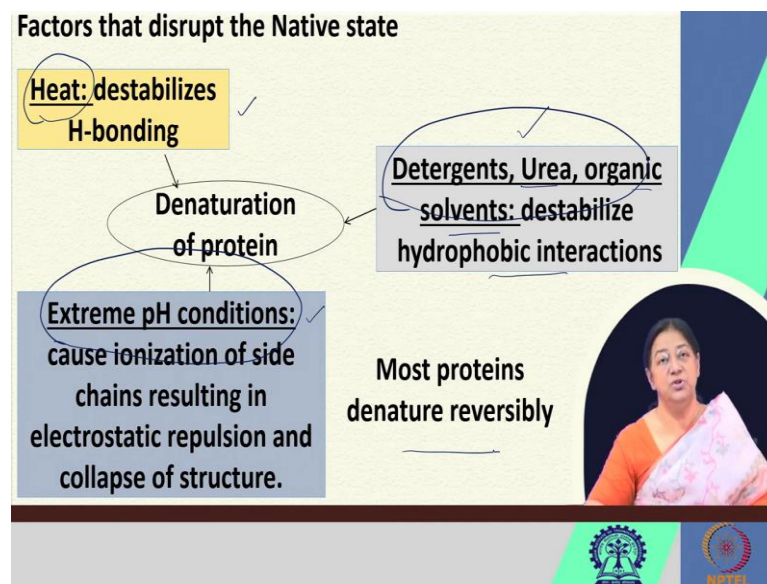 Factors that disrupt the Native state
Heat: destabilizes
H-bonding
Detergents, Urea, organic
solvents: destabilize
hydrophobic interactions
Denaturation
of protein
Extreme pH conditions:
cause ionization of side
chains resulting in
electrostatic repulsion and
collapse of structure.
Most proteins
denature reversibly
NPTEL